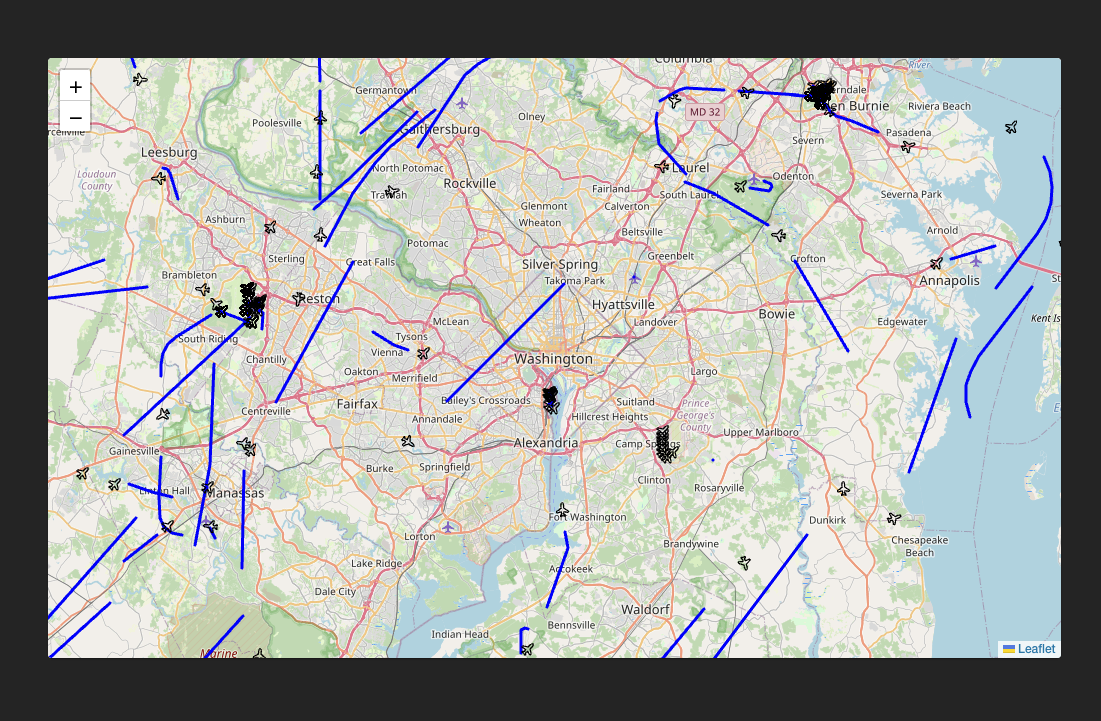 Columbia
River
+
−
Germantown
Glen Burnie
Riviera Beach
MD 32
Poolesville
Olney
Gaithersburg
Pasadena
Severn
Leesburg
Loudoun
County
North Potomac
Laurel
Rockville
Odenton
Travilah
Fairland
South Laurel
Severna Park
Glenmont
Calverton
Ashburn
Wheaton
Beltsville
Arnold
Potomac
Sterling
Great Falls
Silver Spring
Greenbelt
Crofton
Brambleton
Takoma Park
Annapolis
Reston
Hyattsville
Bowie
McLean
Landover
Edgewater
Kent Is
South Riding
Tysons
Vienna
Chantilly
Washington
Oakton
Merrifield
Largo
Fairfax
Bailey's Crossroads
Suitland
Prince
George's
County
Centreville
Annandale
Hillcrest Heights
Alexandria
Camp Springs
Upper Marlboro
Gainesville
Burke
Springfield
Clinton
Rosaryville
Linton Hall
Manassas
Fort Washington
Dunkirk
Lorton
Brandywine
Chesapeake
Beach
Lake Ridge
Accokeek
Dale City
Waldorf
Bennsville
Indian Head
Marine
Leaflet